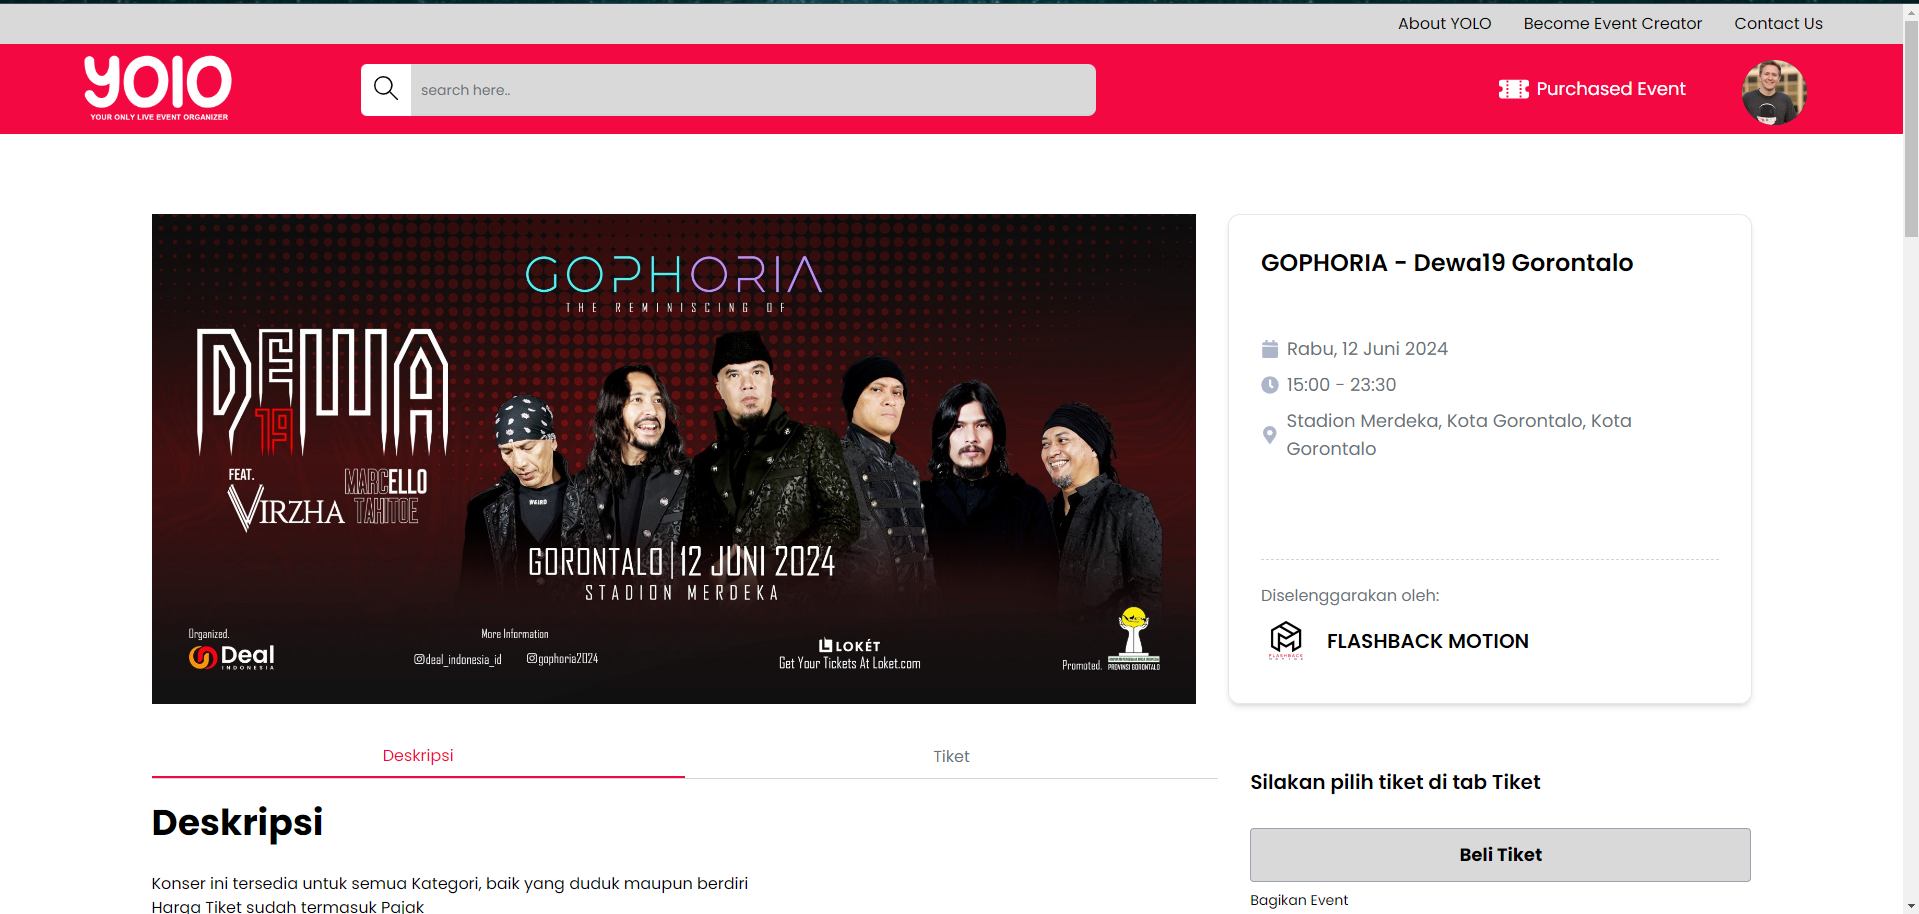 About YOLO
Become Event Creator
Contact Us
YOLO
YOUR ONLY LIVE EVENT ORGANIZER
search here..
Purchased Event
GOPHORIA
THE REMINISCING OF
DEWA
19
FEAT.
VIRZHA
MARCELLO
TAHITOE
WEIRD
GORONTALO | 12 JUNI 2024
STADION MERDEKA
Organized.
Deal
INDONESIA
More Information
deal_indonesia_id
gophoria2024
LOKÉT
Get Your Tickets At Loket.com
Promoted.
PROVINSI GORONTALO
GOPHORIA - Dewa19 Gorontalo
Rabu, 12 Juni 2024
15:00 - 23:30
Stadion Merdeka, Kota Gorontalo, Kota
Gorontalo
Diselenggarakan oleh:
FLASHBACK
MOTION
FLASHBACK MOTION
Deskripsi
Tiket
Deskripsi
Konser ini tersedia untuk semua Kategori, baik yang duduk maupun berdiri
Harga Tiket sudah termasuk Pajak
Silakan pilih tiket di tab Tiket
Beli Tiket
Bagikan Event